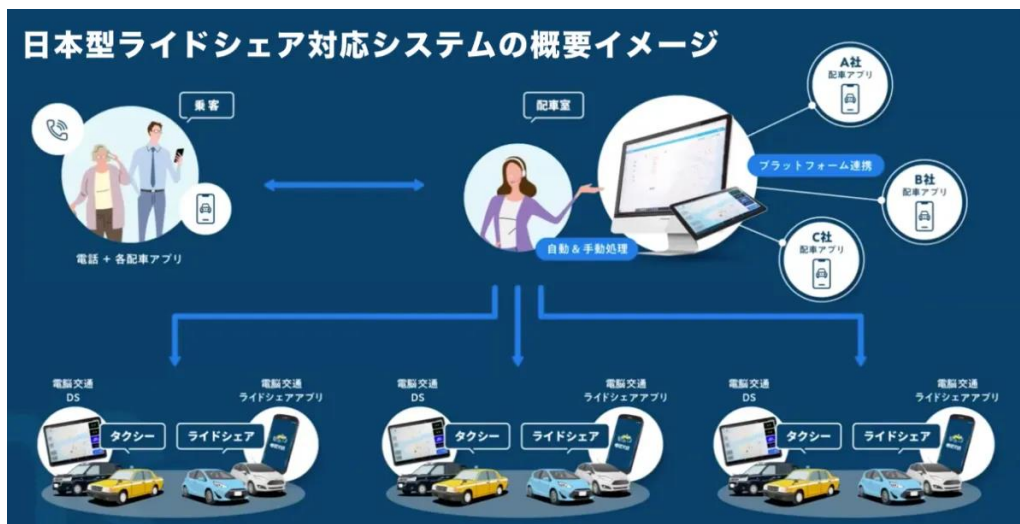 日本型ライドシェア対応システムの概要イメージ
乗客
電話 + 各配車アプリ
配車室
自動 & 手動処理
プラットフォーム連携
A社
配車アプリ
B社
配車アプリ
C社
配車アプリ
電脳交通
DS
タクシー
電脳交通
ライドシェアアプリ
ライドシェア
電脳交通
DS
タクシー
電脳交通
ライドシェアアプリ
ライドシェア
電脳交通
DS
タクシー
電脳交通
ライドシェアアプリ
ライドシェア